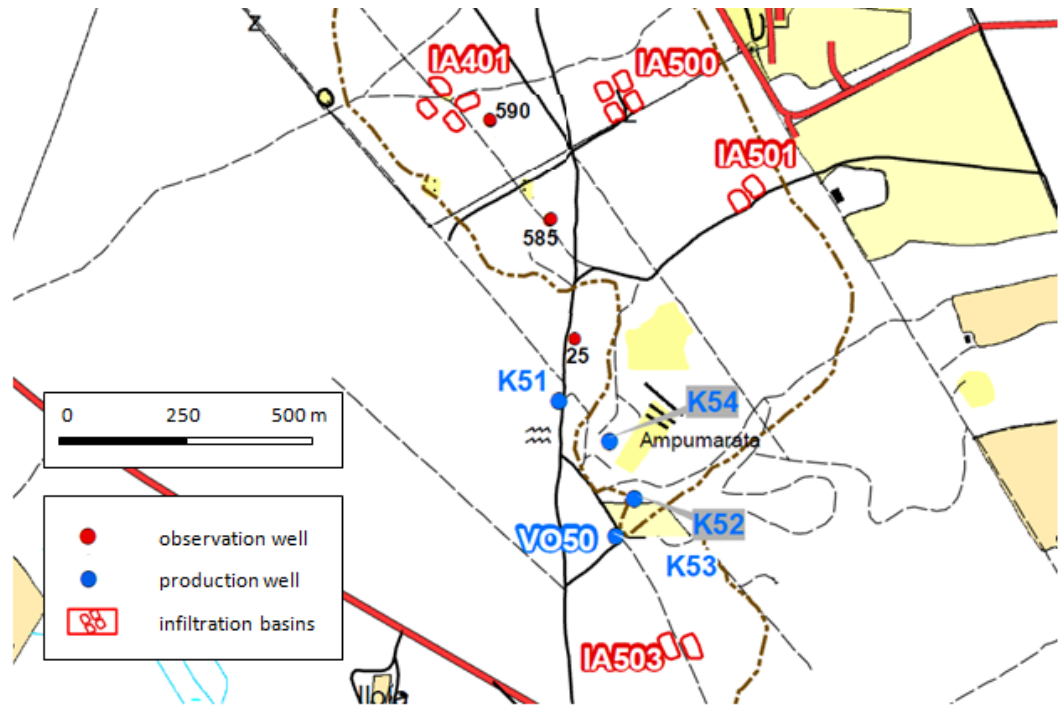 Z
IA401
IA500
590
IA501
585
25
K51
K54
0 250 500 m
Ampumarata
K52
VO50
K53
observation well
production well
infiltration basins
IA503